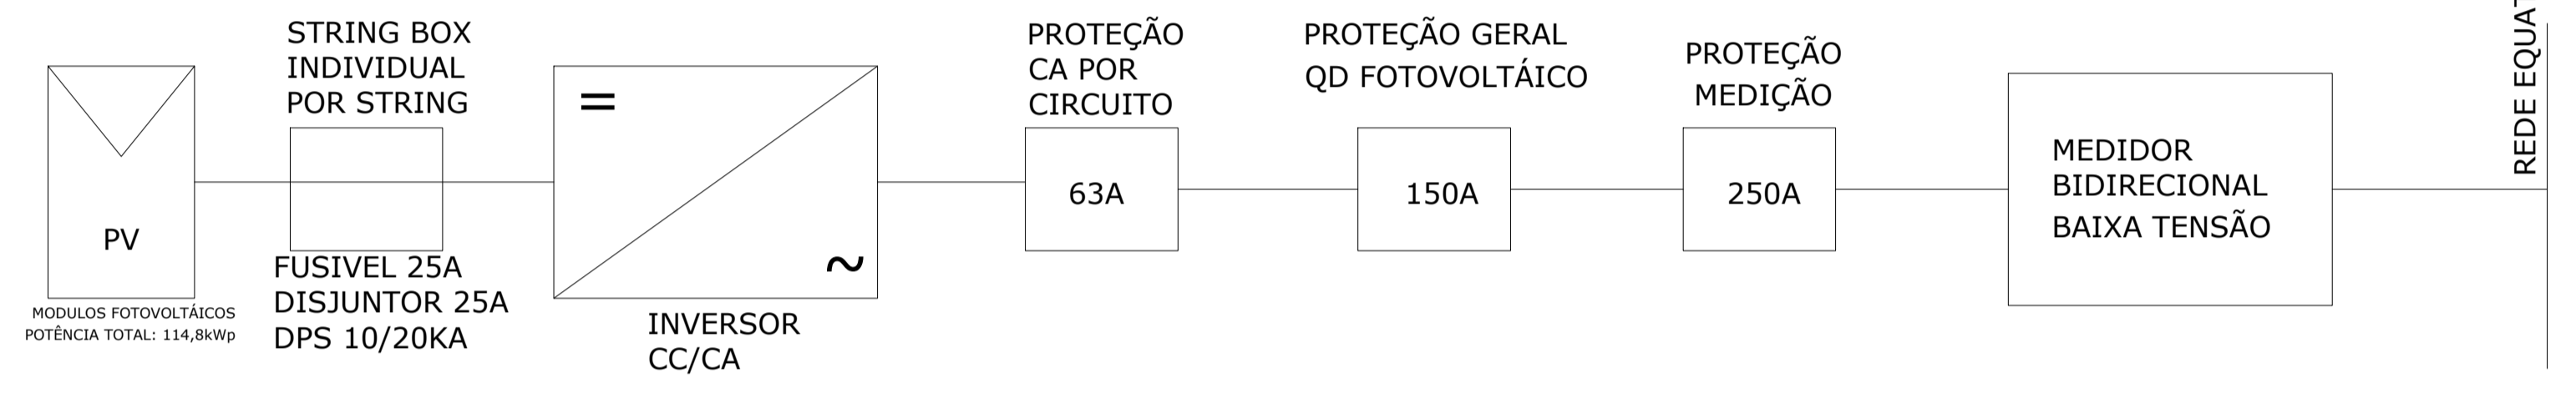 STRING BOX
INDIVIDUAL
POR STRING
PV
MODULOS FOTOVOLTÁICOS
POTÊNCIA TOTAL: 114,8kWp
FUSIVEL 25A
DISJUNTOR 25A
DPS 10/20KA
=
~
INVERSOR
CC/CA
PROTEÇÃO
CA POR
CIRCUITO
63A
PROTEÇÃO GERAL
QD FOTOVOLTÁICO
150A
PROTEÇÃO
MEDIÇÃO
250A
MEDIDOR
BIDIRECIONAL
BAIXA TENSÃO
REDE